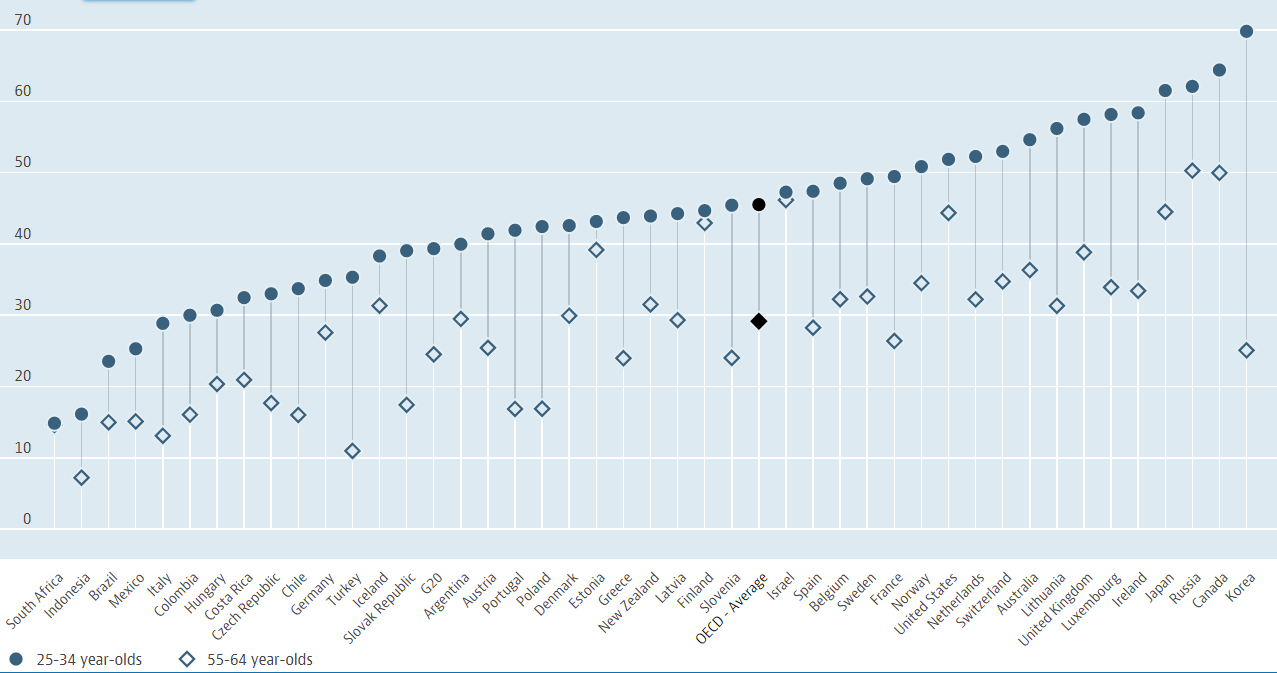 70
60
50
40
30
20
10
0
South Africa
Indonesia
Brazil
Mexico
Italy
Colombia
Hungary
Costa Rica
Czech Republic
Chile
Germany
Turkey
Iceland
Slovak Republic
G20
Argentina
Austria
Portugal
Poland
Denmark
Estonia
Greece
New Zealand
Latvia
Finland
Slovenia
OECD - Average
Israel
Spain
Belgium
Sweden
France
Norway
United States
Netherlands
Switzerland
Australia
Lithuania
United Kingdom
Luxembourg
Ireland
Japan
Russia
Canada
Korea
25-34 year-olds 55-64 year-olds